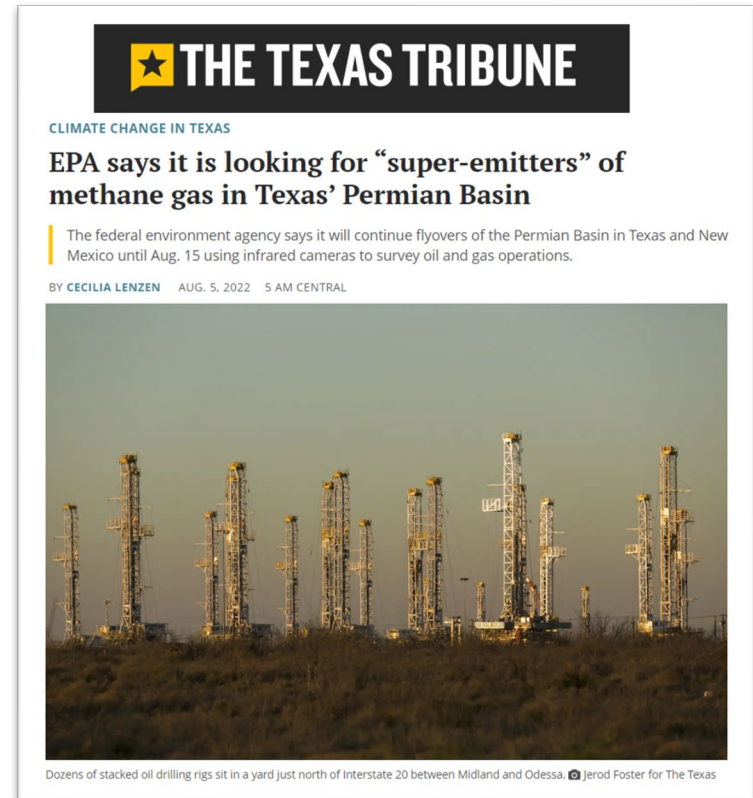 THE TEXAS TRIBUNE
CLIMATE CHANGE IN TEXAS
EPA says it is looking for “super-emitters” of
methane gas in Texas’ Permian Basin
The federal environment agency says it will continue flyovers of the Permian Basin in Texas and New
Mexico until Aug. 15 using infrared cameras to survey oil and gas operations.
BY CECILIA LENZEN AUG. 5, 2022 5 AM CENTRAL
Dozens of stacked oil drilling rigs sit in a yard just north of Interstate 20 between Midland and Odessa. Jerod Foster for The Texas